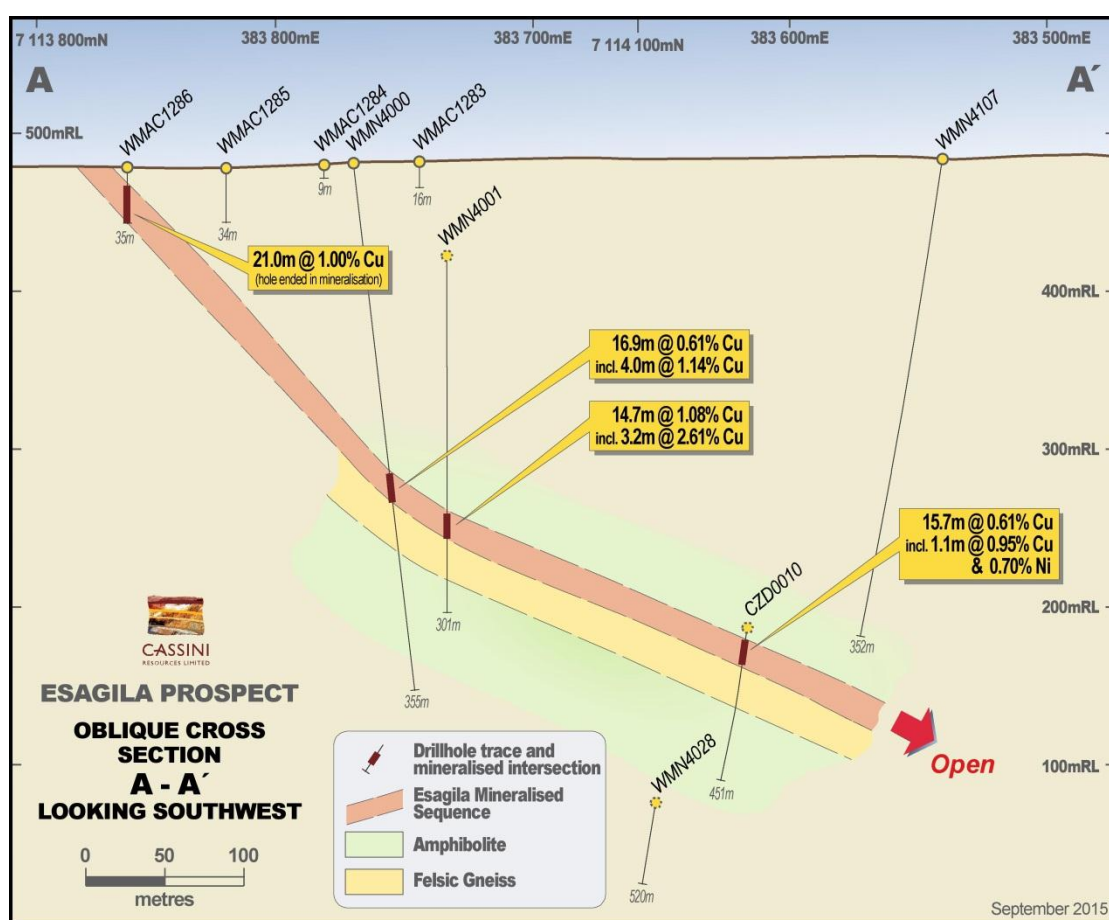 7 113 800mN
383 800mE
383 700mE
7 114 100mN
383 600mE
383 500mE
A
A´
500mRL
WMAC1286
WMAC1285
WMAC1284
WMN4000
WMAC1283
WMN4107
35m
34m
9m
16m
WMN4001
21.0m @ 1.00% Cu
(hole ended in mineralisation)
400mRL
16.9m @ 0.61% Cu
incl. 4.0m @ 1.14% Cu
14.7m @ 1.08% Cu
incl. 3.2m @ 2.61% Cu
300mRL
15.7m @ 0.61% Cu
incl. 1.1m @ 0.95% Cu
& 0.70% Ni
CZD0010
200mRL
301m
352m
355m
451m
WMN4028
520m
Open
100mRL
CASSINI
RESOURCES LIMITED
ESAGILA PROSPECT
OBLIQUE CROSS
SECTION
A - A´
LOOKING SOUTHWEST
0 50 100
metres
Drillhole trace and
mineralised intersection
Esagila Mineralised
Sequence
Amphibolite
Felsic Gneiss
September 2015